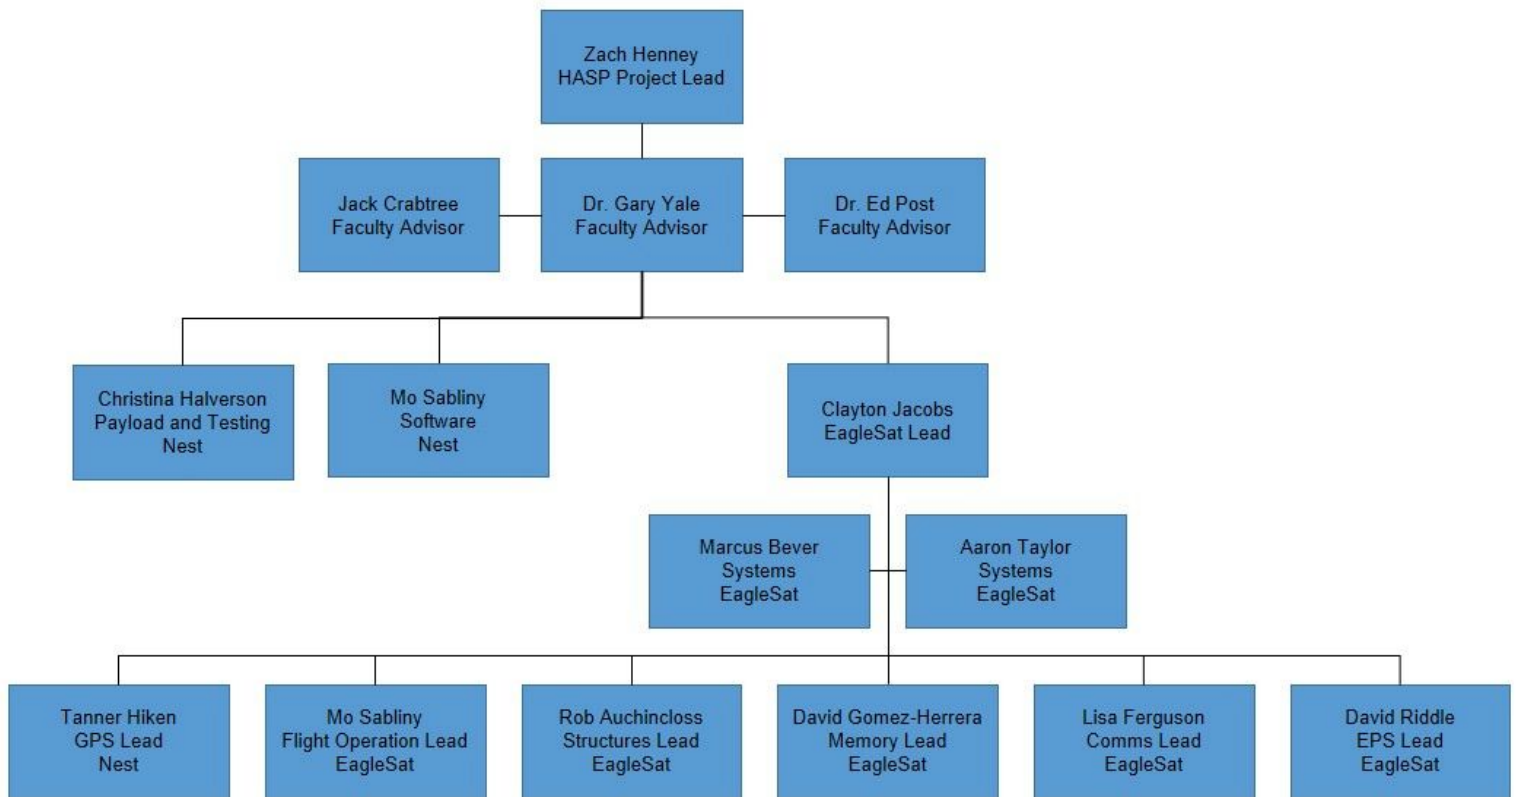 Zach Henney
HASP Project Lead
Jack Crabtree
Faculty Advisor
Dr. Gary Yale
Faculty Advisor
Dr. Ed Post
Faculty Advisor
Christina Halverson
Payload and Testing
Nest
Mo Sabliny
Software
Nest
Clayton Jacobs
EagleSat Lead
Marcus Bever
Systems
EagleSat
Aaron Taylor
Systems
EagleSat
Tanner Hiken
GPS Lead
Nest
Mo Sabliny
Flight Operation Lead
EagleSat
Rob Auchincloss
Structures Lead
EagleSat
David Gomez-Herrera
Memory Lead
EagleSat
Lisa Ferguson
Comms Lead
EagleSat
David Riddle
EPS Lead
EagleSat